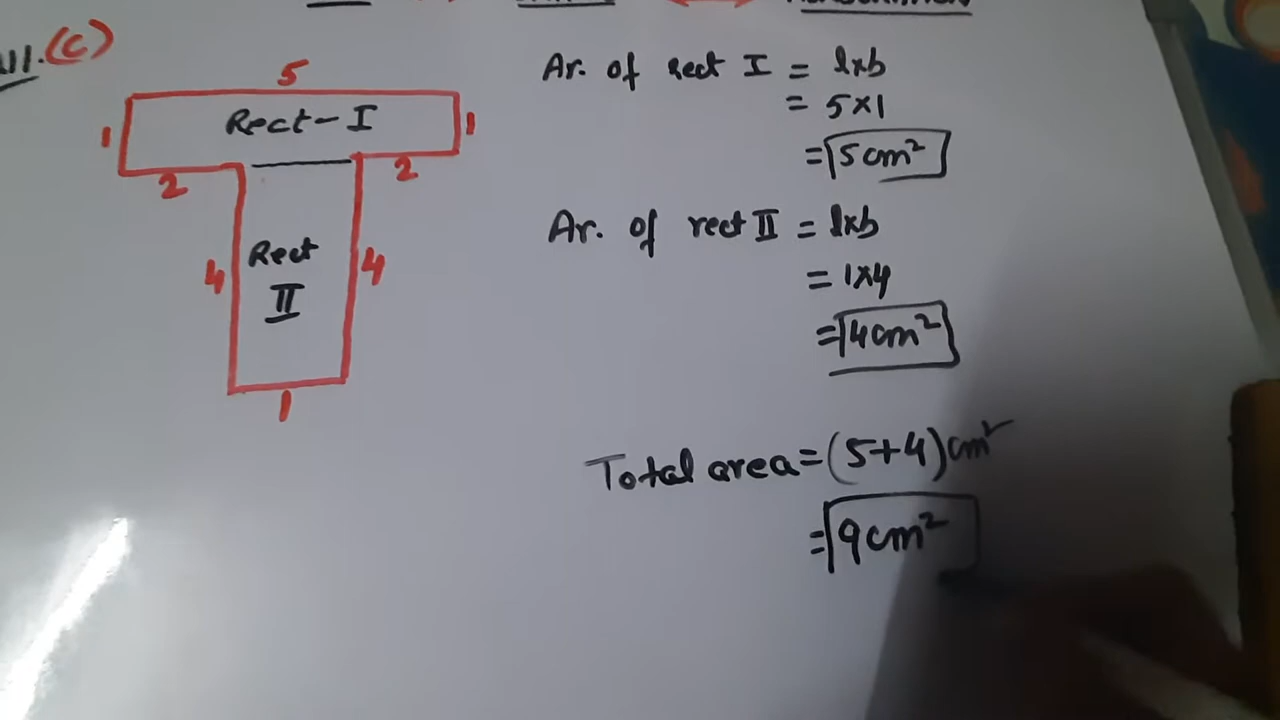 11. (c)
5
1 Rect-I 1
2 2
4 Rect 4
II
1
Ar. of rect I = l×b
= 5×1
= 5cm²
Ar. of rect II = l×b
= 1×4
= 4cm²
Total area = (5+4)cm²
= 9cm²